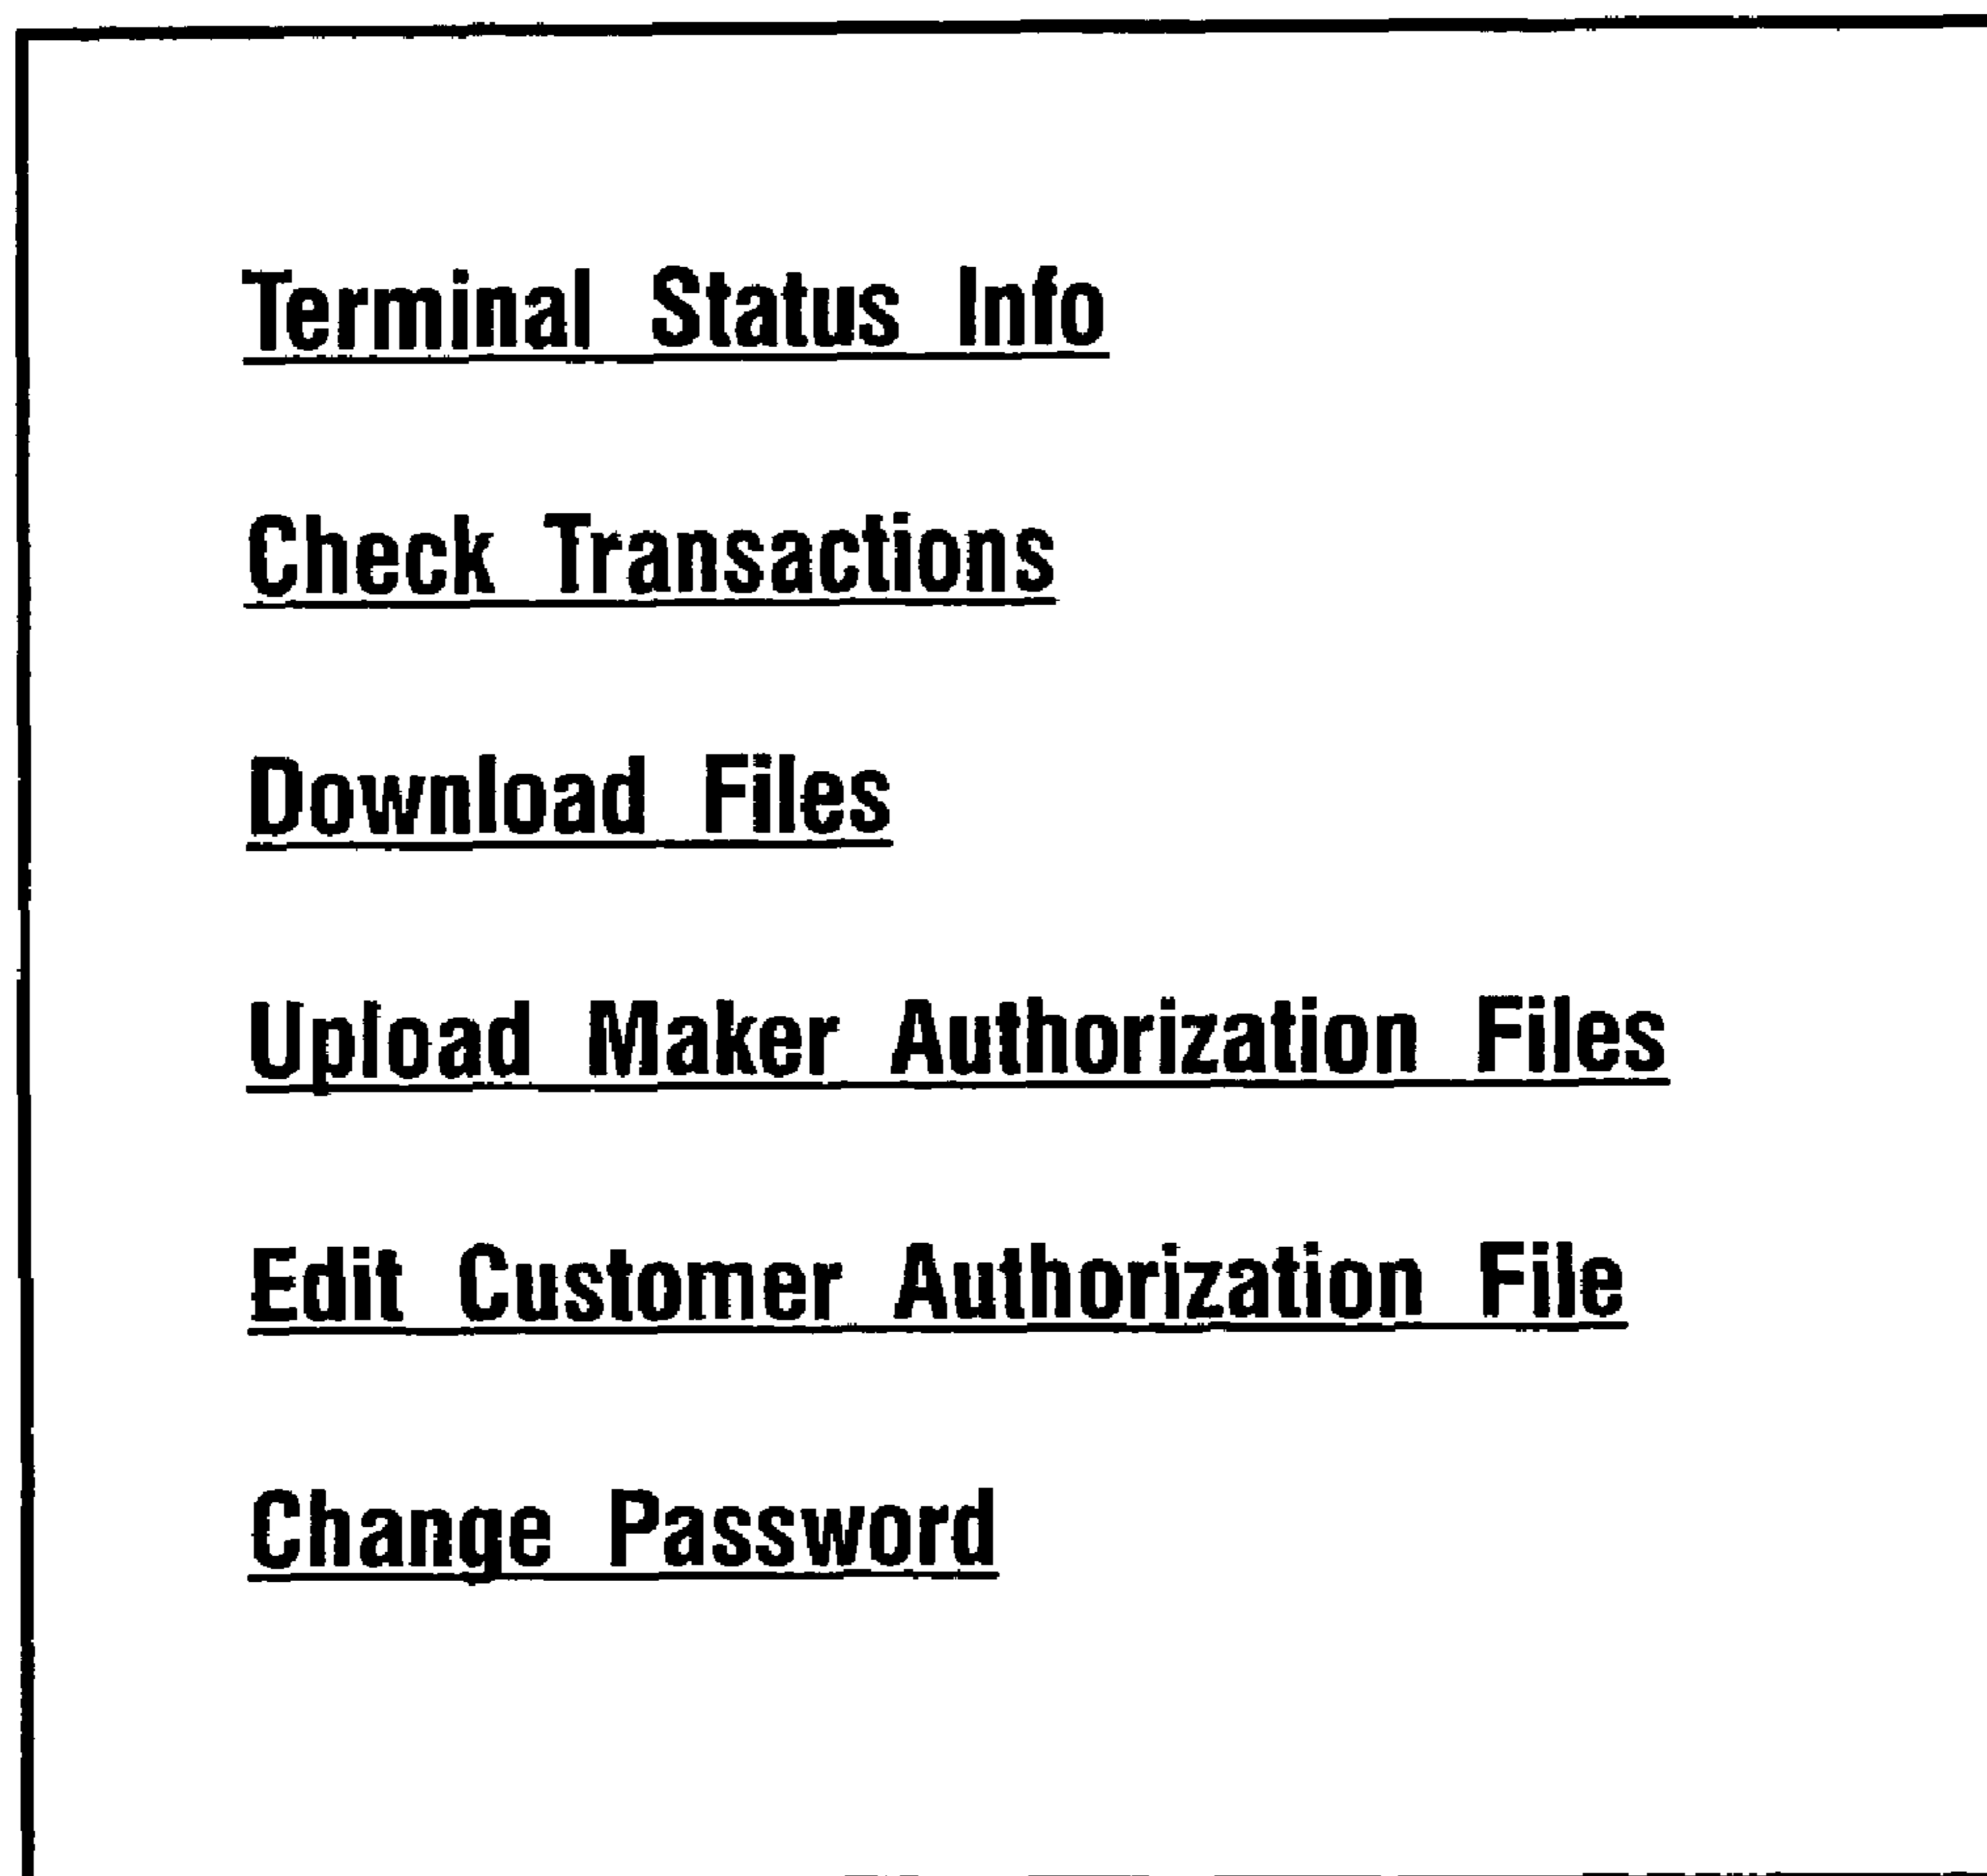 Terminal Status Info
Check Transactions
Download Files
Upload Maker Authorization Files
Edit Customer Authorization File
Change Password